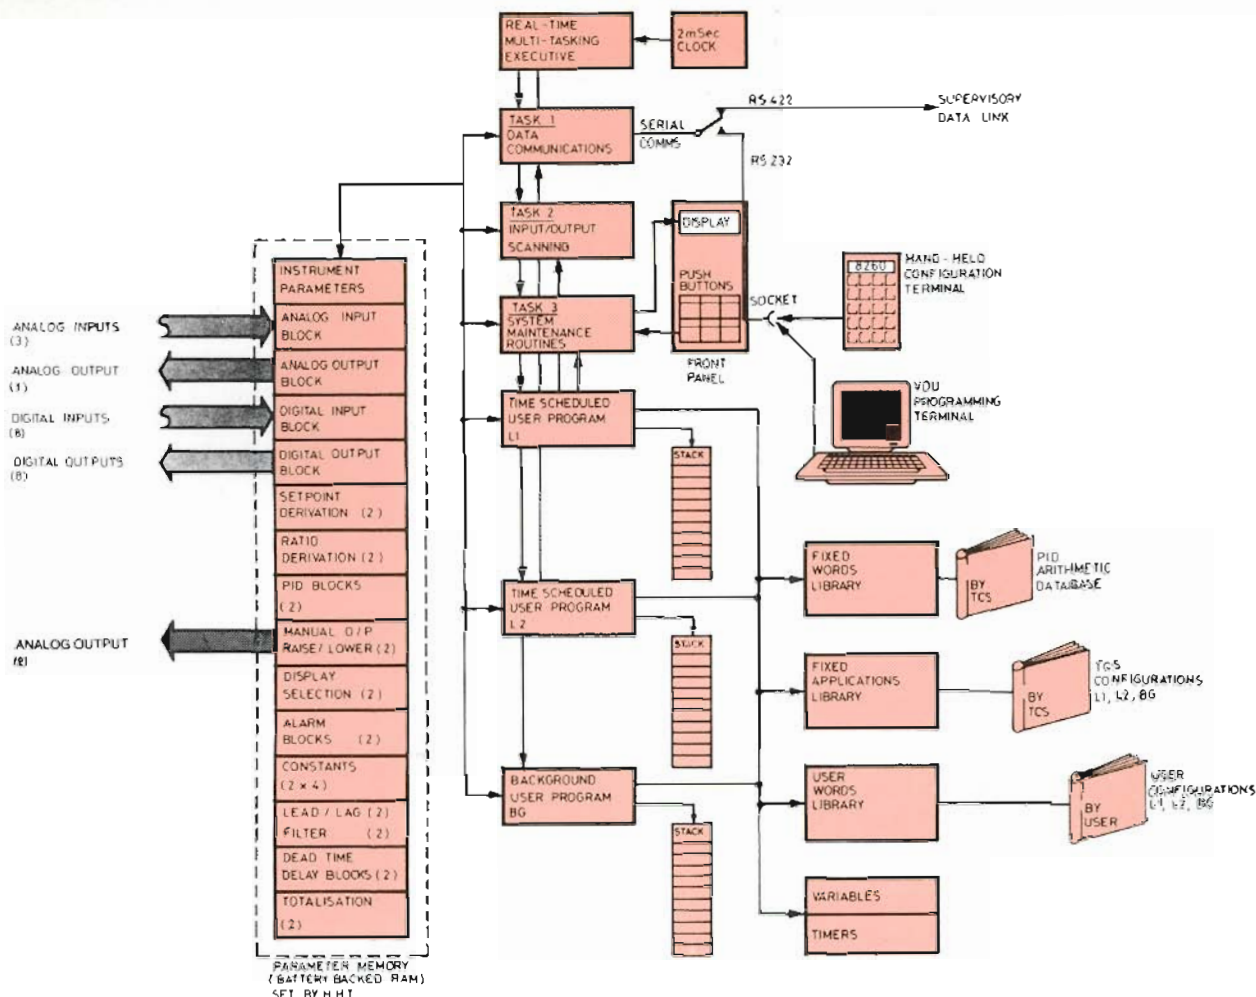 REAL-TIME
MULTI-TASKING
EXECUTIVE
2mSec
CLOCK
TASK 1
DATA
COMMUNICATIONS
SERIAL
COMMS
RS 422
RS 232
SUPERVISORY
DATA LINK
TASK 2
INPUT/OUTPUT
SCANNING
DISPLAY
PUSH
BUTTONS
FRONT
PANEL
SOCKET
8260
HAND-HELD
CONFIGURATION
TERMINAL
TASK 3
SYSTEM
MAINTENANCE
ROUTINES
VDU
PROGRAMMING
TERMINAL
INSTRUMENT
PARAMETERS
ANALOG INPUTS
(3)
ANALOG INPUT
BLOCK
ANALOG OUTPUT
(1)
ANALOG OUTPUT
BLOCK
DIGITAL INPUTS
(8)
DIGITAL INPUT
BLOCK
DIGITAL OUTPUTS
(8)
DIGITAL OUTPUT
BLOCK
SETPOINT
DERIVATION (2)
RATIO
DERIVATION (2)
PID BLOCKS
(2)
ANALOG OUTPUT
(2)
MANUAL O/P
RAISE/LOWER (2)
DISPLAY
SELECTION (2)
ALARM
BLOCKS (2)
CONSTANTS
(2 x 4)
LEAD / LAG (2)
FILTER (2)
DEAD TIME
DELAY BLOCKS (2)
TOTALISATION
(2)
PARAMETER MEMORY
(BATTERY BACKED RAM)
SET BY H.H.T
TIME SCHEDULED
USER PROGRAM
L1
STACK
TIME SCHEDULED
USER PROGRAM
L2
STACK
BACKGROUND
USER PROGRAM
BG
STACK
FIXED
WORDS
LIBRARY
BY
TCS
PID
ARITHMETIC
DATABASE
FIXED
APPLICATIONS
LIBRARY
BY
TCS
TCS
CONFIGURATIONS
L1, L2, BG
USER
WORDS
LIBRARY
BY
USER
USER
CONFIGURATIONS
L1, L2, BG
VARIABLES
TIMERS